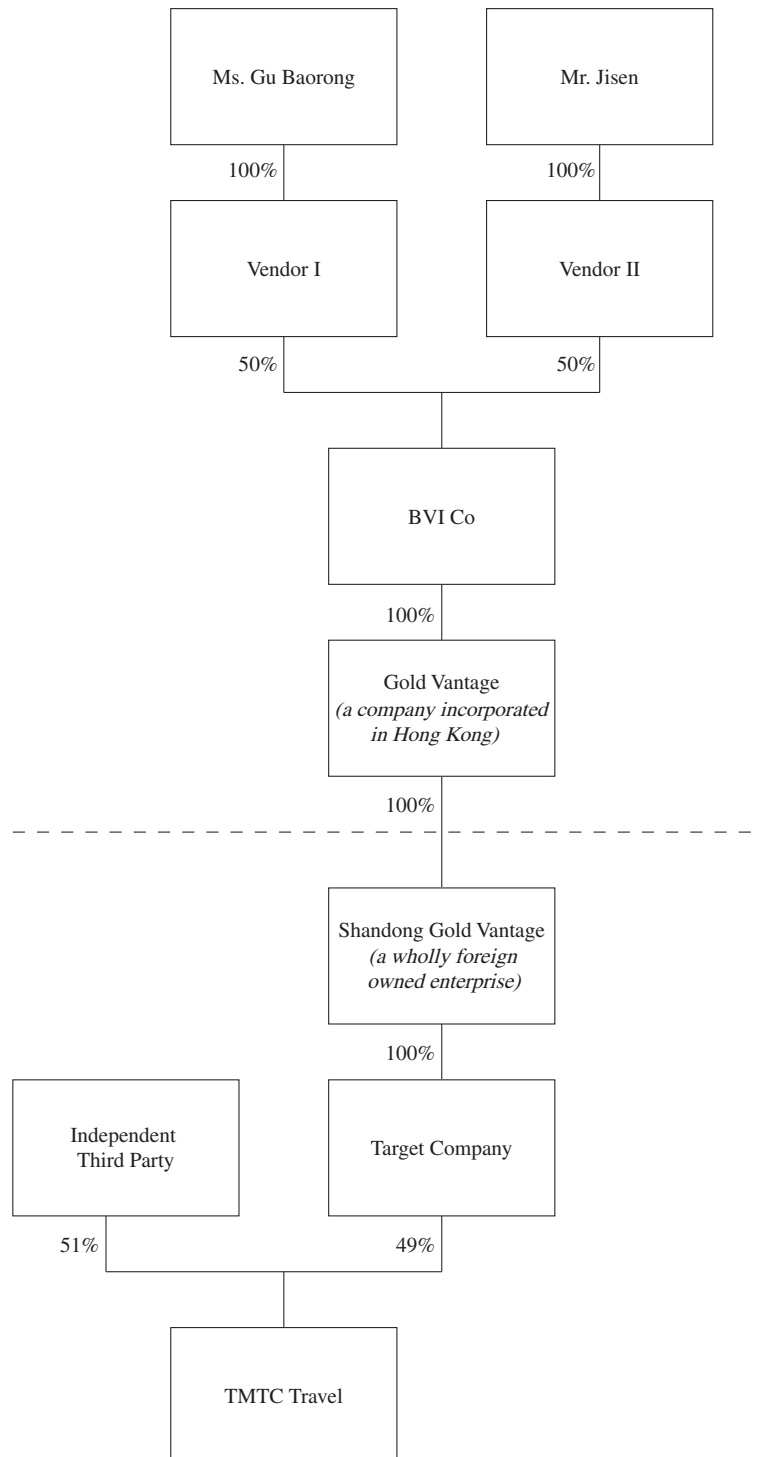 Ms. Gu Baorong
Mr. Jisen
100%
100%
Vendor I
Vendor II
50%
50%
BVI Co
100%
Gold Vantage
(a company incorporated
in Hong Kong)
100%
Shandong Gold Vantage
(a wholly foreign
owned enterprise)
100%
Independent
Third Party
Target Company
51%
49%
TMTC Travel